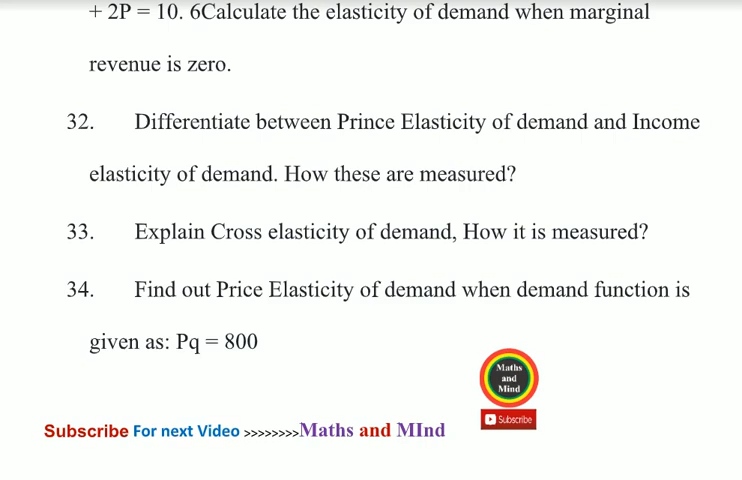 + 2P = 10. 6Calculate the elasticity of demand when marginal
revenue is zero.
32. Differentiate between Prince Elasticity of demand and Income
elasticity of demand. How these are measured?
33. Explain Cross elasticity of demand, How it is measured?
34. Find out Price Elasticity of demand when demand function is
given as: Pq = 800
Maths
and
Mind
Subscribe
Subscribe For next Video >>>>>>>>Maths and MInd